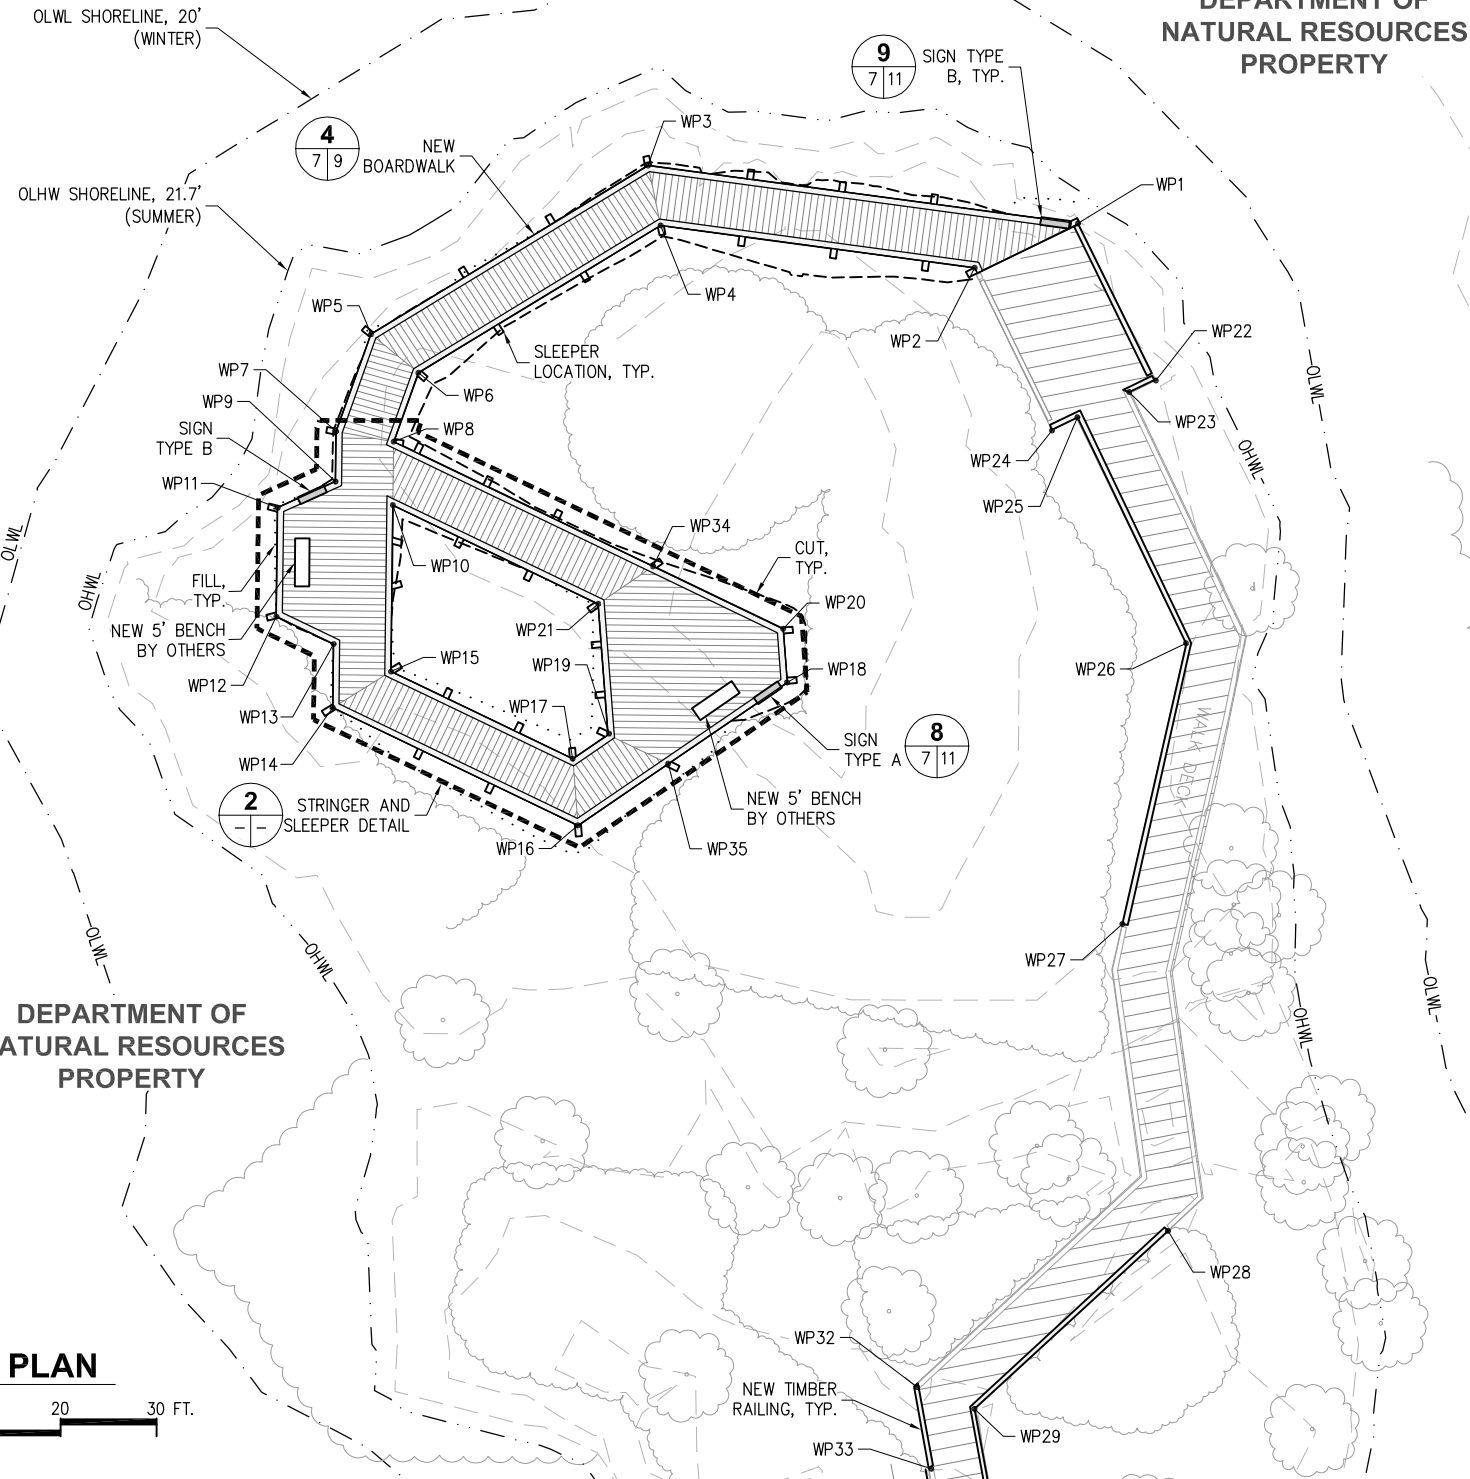 OLWL SHORELINE, 20'
(WINTER)
DEPARTMENT OF
NATURAL RESOURCES
PROPERTY
9
7 11
SIGN TYPE
B, TYP.
4
7 9
NEW
BOARDWALK
WP3
OLHW SHORELINE, 21.7'
(SUMMER)
WP1
WP5
WP4
WP2
WP22
SLEEPER
LOCATION, TYP.
WP7
WP6
WP9
SIGN
TYPE B
WP8
WP23
OLWL
OHWL
WP11
WP24
WP25
WP34
OLWL
CUT,
TYP.
OHWL
FILL,
TYP.
WP10
WP20
NEW 5' BENCH
BY OTHERS
WP21
WP15
WP19
WP18
WP26
WP12
WP17
WP13
WALK DECK
WP14
SIGN
TYPE A
8
7 11
2
- -
STRINGER AND
SLEEPER DETAIL
NEW 5' BENCH
BY OTHERS
WP16
WP35
OLWL
OHWL
WP27
OLWL
OHWL
DEPARTMENT OF
ATURAL RESOURCES
PROPERTY
WP28
WP32
PLAN
NEW TIMBER
RAILING, TYP.
20
30 FT.
WP29
WP33